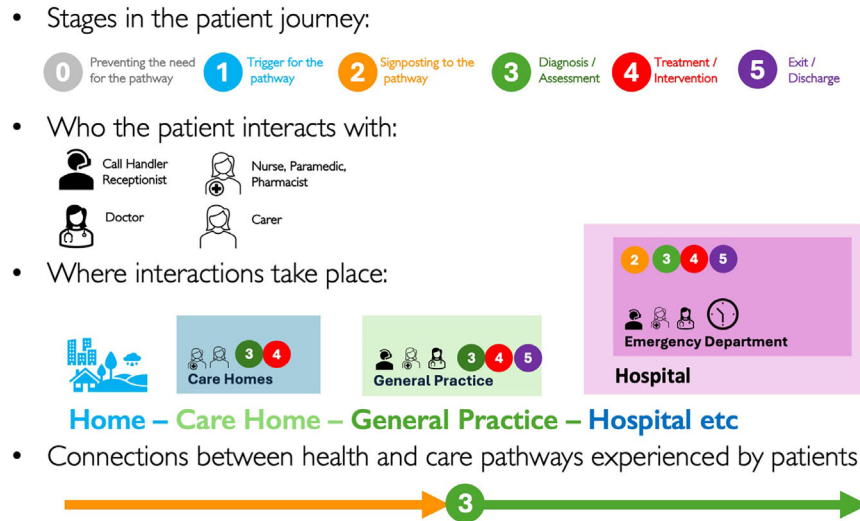 • Stages in the patient journey:
0 Preventing the need
for the pathway
1 Trigger for the
pathway
2 Signposting to the
pathway
3 Diagnosis /
Assessment
4 Treatment /
Intervention
5 Exit /
Discharge
• Who the patient interacts with:
Call Handler
Receptionist
Nurse, Paramedic,
Pharmacist
Doctor
Carer
• Where interactions take place:
3 4
Care Homes
3 4 5
General Practice
2 3 4 5
Emergency Department
Hospital
Home – Care Home – General Practice – Hospital etc
• Connections between health and care pathways experienced by patients
3